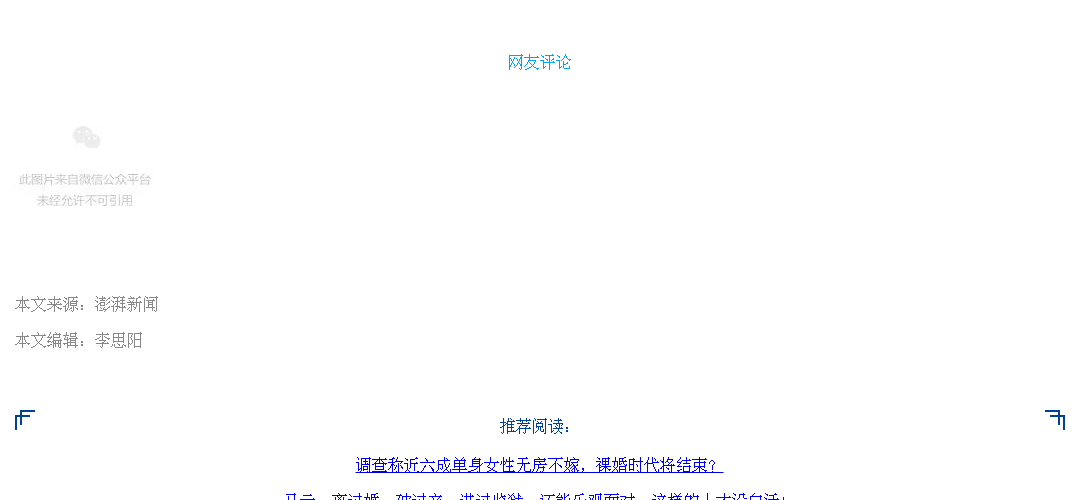 网友评论
此图片来自微信公众平台
未经允许不可引用
本文来源：澎湃新闻
本文编辑：李思阳
推荐阅读：
调查称近六成单身女性无房不嫁，裸婚时代将结束？